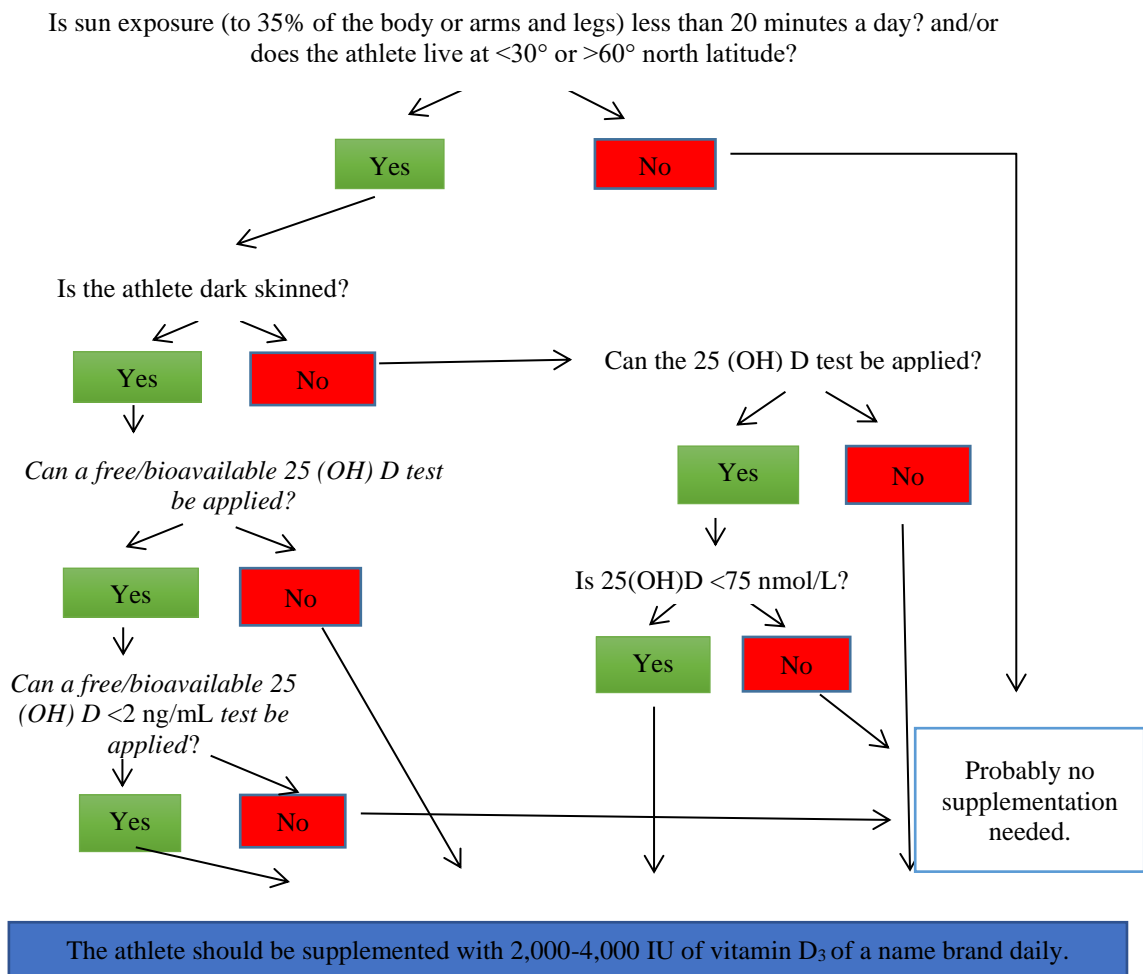 Is sun exposure (to 35% of the body or arms and legs) less than 20 minutes a day? and/or
does the athlete live at <30° or >60° north latitude?
Yes
No
Is the athlete dark skinned?
Yes
No
Can the 25 (OH) D test be applied?
Yes
No
Can a free/bioavailable 25 (OH) D test
be applied?
Yes
No
Is 25(OH)D <75 nmol/L?
Yes
No
Can a free/bioavailable 25
(OH) D <2 ng/mL test be
applied?
Yes
No
Probably no
supplementation
needed.
The athlete should be supplemented with 2,000-4,000 IU of vitamin D₃ of a name brand daily.